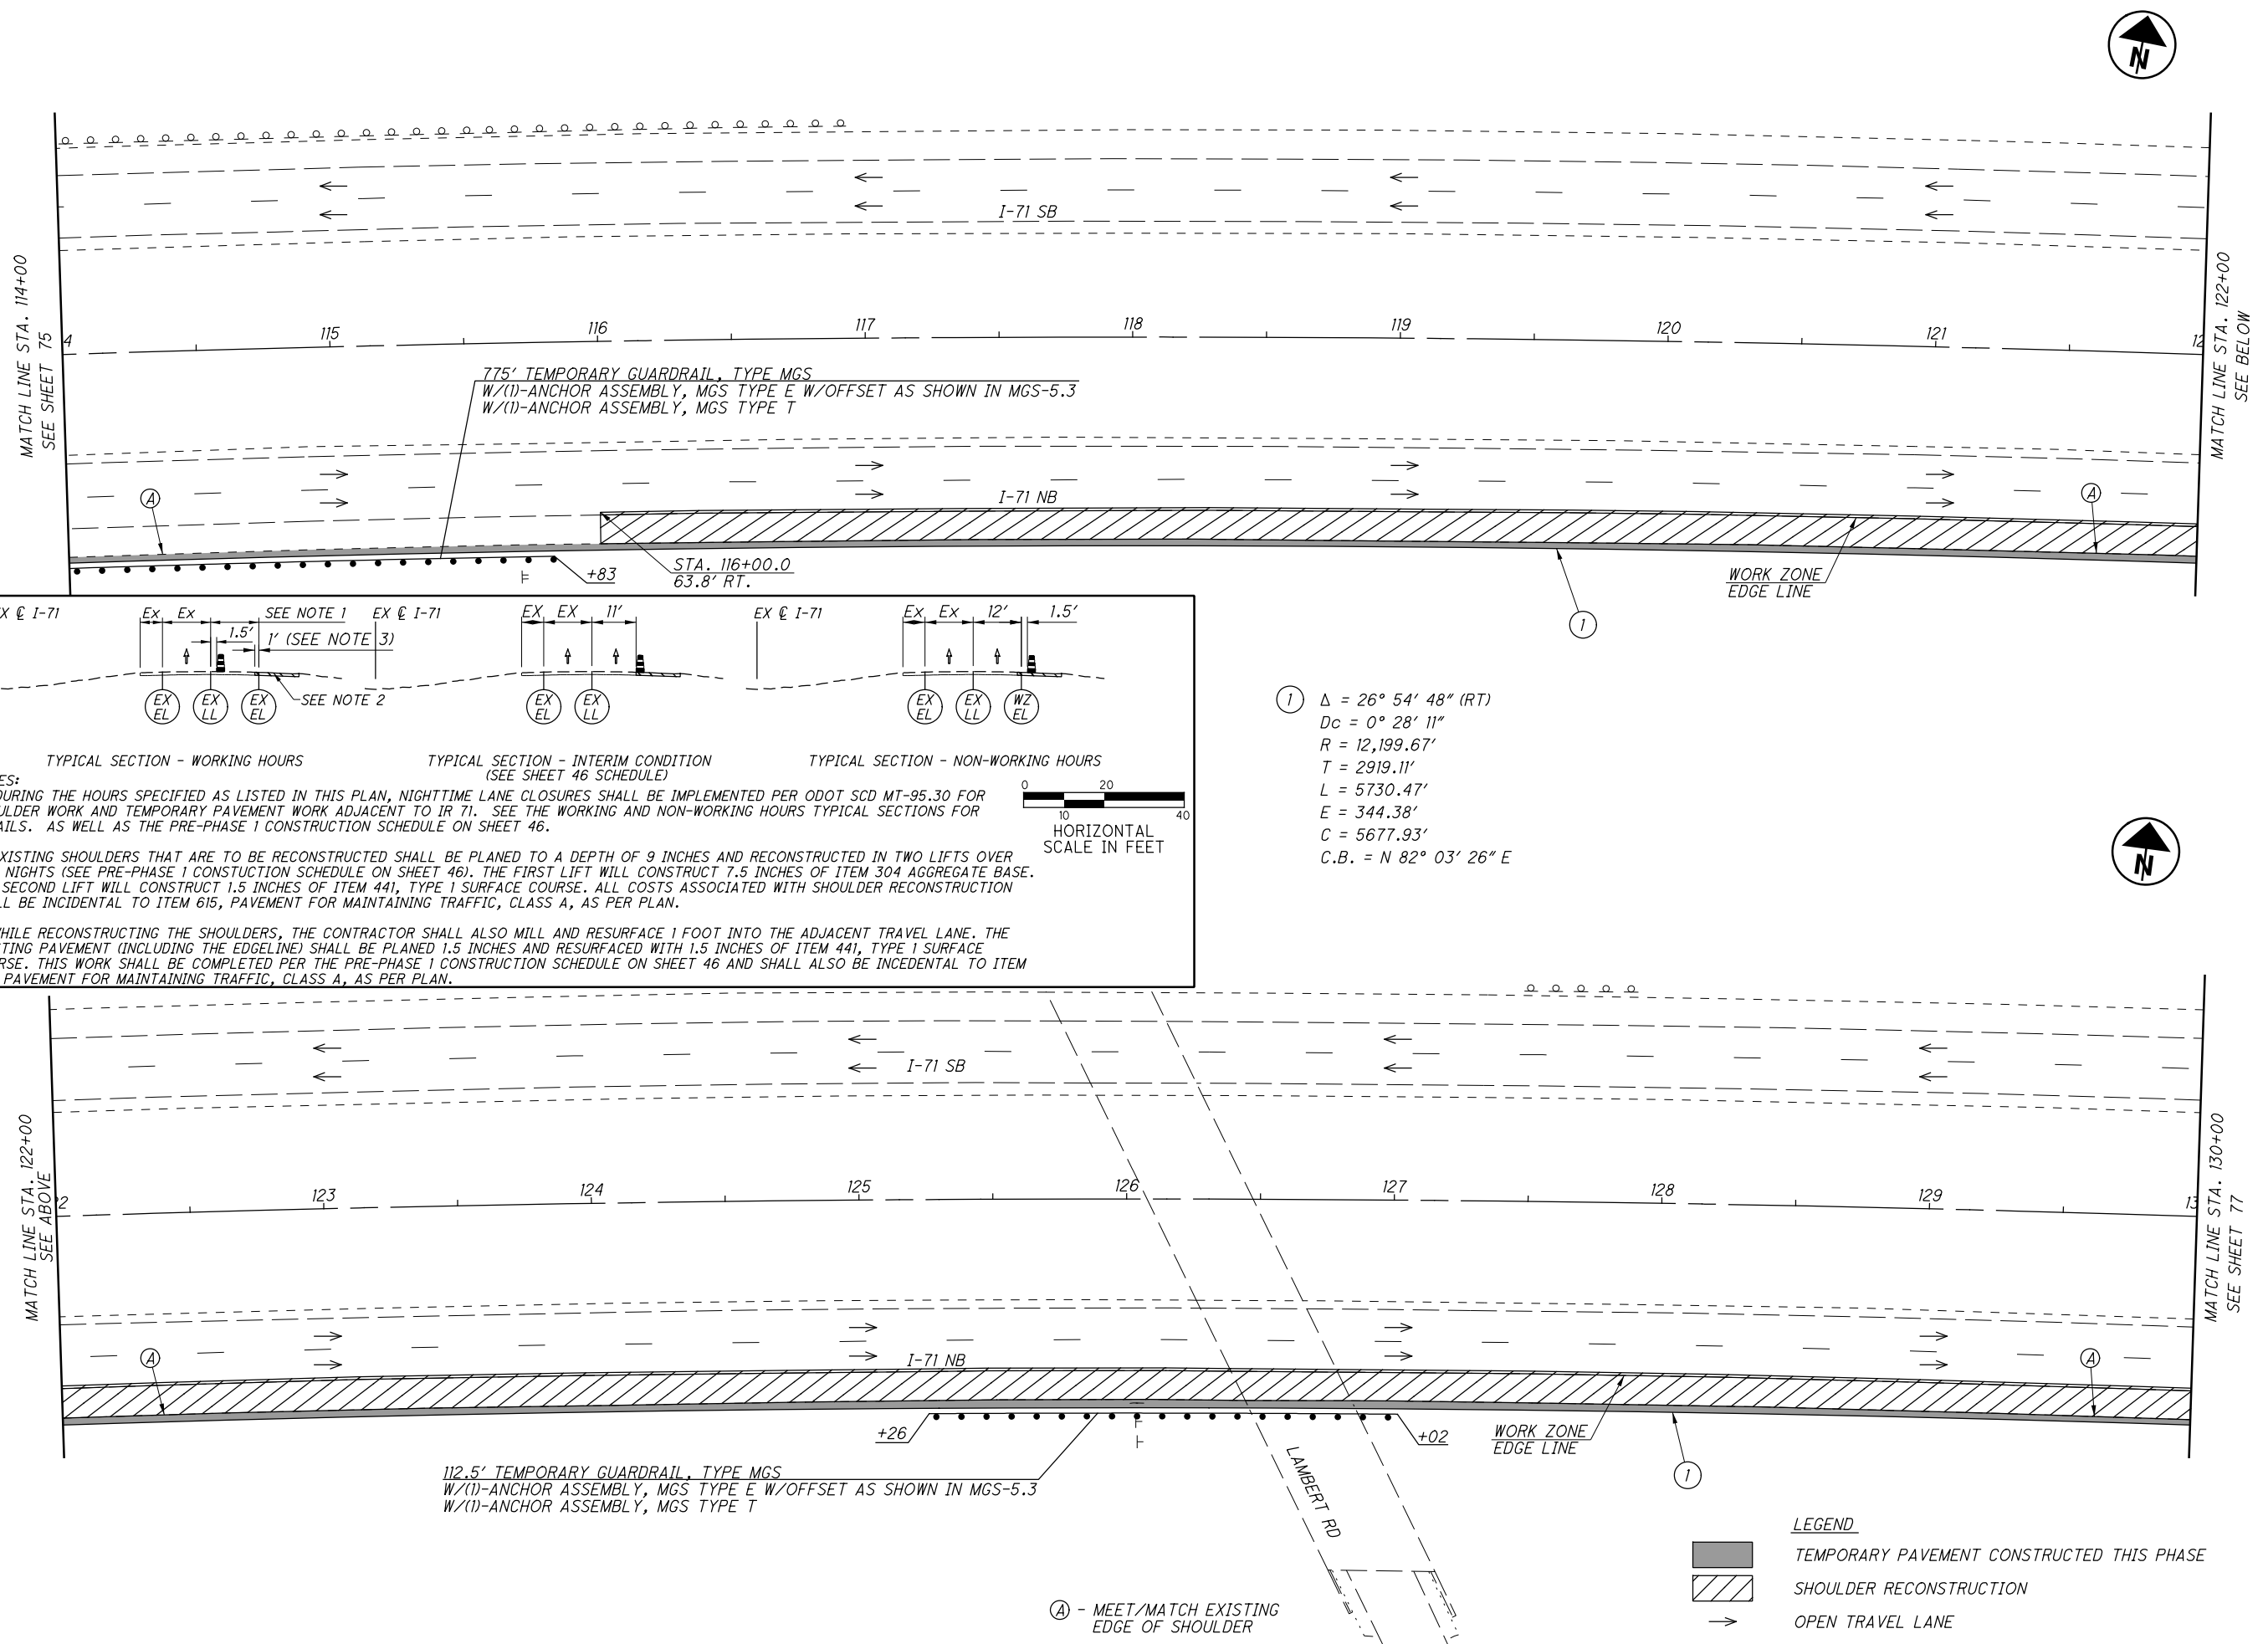 N
I-71 SB
MATCH LINE STA. 114+00
SEE SHEET 75
MATCH LINE STA. 122+00
SEE BELOW
4 115 116 117 118 119 120 121 12
775' TEMPORARY GUARDRAIL, TYPE MGS
W/(1)-ANCHOR ASSEMBLY, MGS TYPE E W/OFFSET AS SHOWN IN MGS-5.3
W/(1)-ANCHOR ASSEMBLY, MGS TYPE T
A
I-71 NB
A
+83
STA. 116+00.0
63.8' RT.
WORK ZONE
EDGE LINE
1
EX ℄ I-71
Ex Ex SEE NOTE 1
1.5'
1' (SEE NOTE 3)
SEE NOTE 2
EX EL
EX LL
EX EL
TYPICAL SECTION - WORKING HOURS
EX ℄ I-71
EX EX 11'
EX EL
EX LL
TYPICAL SECTION - INTERIM CONDITION
(SEE SHEET 46 SCHEDULE)
EX ℄ I-71
Ex Ex 12' 1.5'
EX EL
EX LL
WZ EL
TYPICAL SECTION - NON-WORKING HOURS
ES:
DURING THE HOURS SPECIFIED AS LISTED IN THIS PLAN, NIGHTTIME LANE CLOSURES SHALL BE IMPLEMENTED PER ODOT SCD MT-95.30 FOR
ULDER WORK AND TEMPORARY PAVEMENT WORK ADJACENT TO IR 71. SEE THE WORKING AND NON-WORKING HOURS TYPICAL SECTIONS FOR
AILS. AS WELL AS THE PRE-PHASE 1 CONSTRUCTION SCHEDULE ON SHEET 46.
XISTING SHOULDERS THAT ARE TO BE RECONSTRUCTED SHALL BE PLANED TO A DEPTH OF 9 INCHES AND RECONSTRUCTED IN TWO LIFTS OVER
NIGHTS (SEE PRE-PHASE 1 CONSTUCTION SCHEDULE ON SHEET 46). THE FIRST LIFT WILL CONSTRUCT 7.5 INCHES OF ITEM 304 AGGREGATE BASE.
SECOND LIFT WILL CONSTRUCT 1.5 INCHES OF ITEM 441, TYPE 1 SURFACE COURSE. ALL COSTS ASSOCIATED WITH SHOULDER RECONSTRUCTION
LL BE INCIDENTAL TO ITEM 615, PAVEMENT FOR MAINTAINING TRAFFIC, CLASS A, AS PER PLAN.
WHILE RECONSTRUCTING THE SHOULDERS, THE CONTRACTOR SHALL ALSO MILL AND RESURFACE 1 FOOT INTO THE ADJACENT TRAVEL LANE. THE
STING PAVEMENT (INCLUDING THE EDGELINE) SHALL BE PLANED 1.5 INCHES AND RESURFACED WITH 1.5 INCHES OF ITEM 441, TYPE 1 SURFACE
RSE. THIS WORK SHALL BE COMPLETED PER THE PRE-PHASE 1 CONSTRUCTION SCHEDULE ON SHEET 46 AND SHALL ALSO BE INCEDENTAL TO ITEM
PAVEMENT FOR MAINTAINING TRAFFIC, CLASS A, AS PER PLAN.
0 20
10 40
HORIZONTAL
SCALE IN FEET
1 Δ = 26° 54' 48" (RT)
Dc = 0° 28' 11"
R = 12,199.67'
T = 2919.11'
L = 5730.47'
E = 344.38'
C = 5677.93'
C.B. = N 82° 03' 26" E
N
I-71 SB
MATCH LINE STA. 122+00
SEE ABOVE
MATCH LINE STA. 130+00
SEE SHEET 77
22 123 124 125 126 127 128 129 13
A
I-71 NB
A
+26
+02
WORK ZONE
EDGE LINE
1
112.5' TEMPORARY GUARDRAIL, TYPE MGS
W/(1)-ANCHOR ASSEMBLY, MGS TYPE E W/OFFSET AS SHOWN IN MGS-5.3
W/(1)-ANCHOR ASSEMBLY, MGS TYPE T
LAMBERT RD
A - MEET/MATCH EXISTING
EDGE OF SHOULDER
LEGEND
TEMPORARY PAVEMENT CONSTRUCTED THIS PHASE
SHOULDER RECONSTRUCTION
OPEN TRAVEL LANE